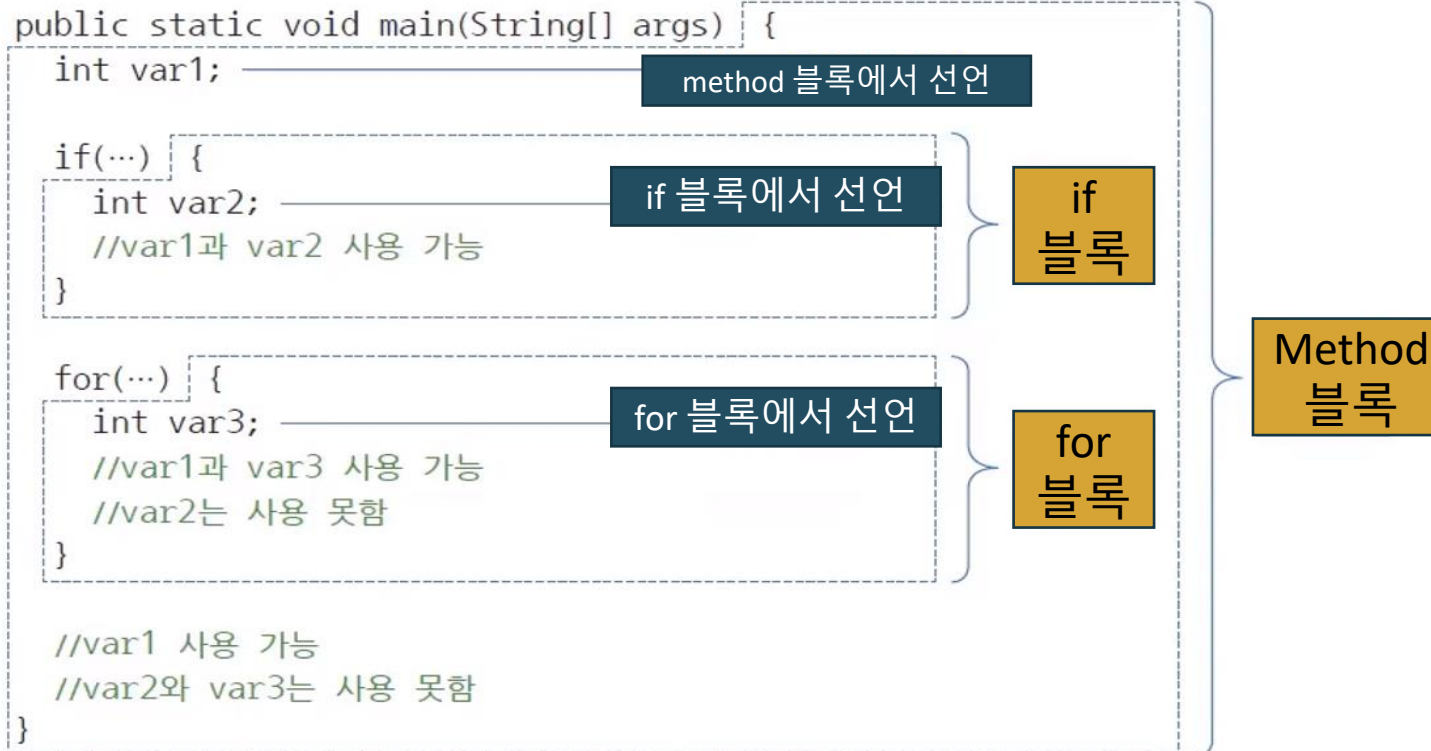 public static void main(String[] args) {
int var1;
method 블록에서 선언
if(…) {
int var2;
if 블록에서 선언
//var1과 var2 사용 가능
}
if
블록
for(…) {
int var3;
for 블록에서 선언
//var1과 var3 사용 가능
//var2는 사용 못함
}
for
블록
Method
블록
//var1 사용 가능
//var2와 var3는 사용 못함
}